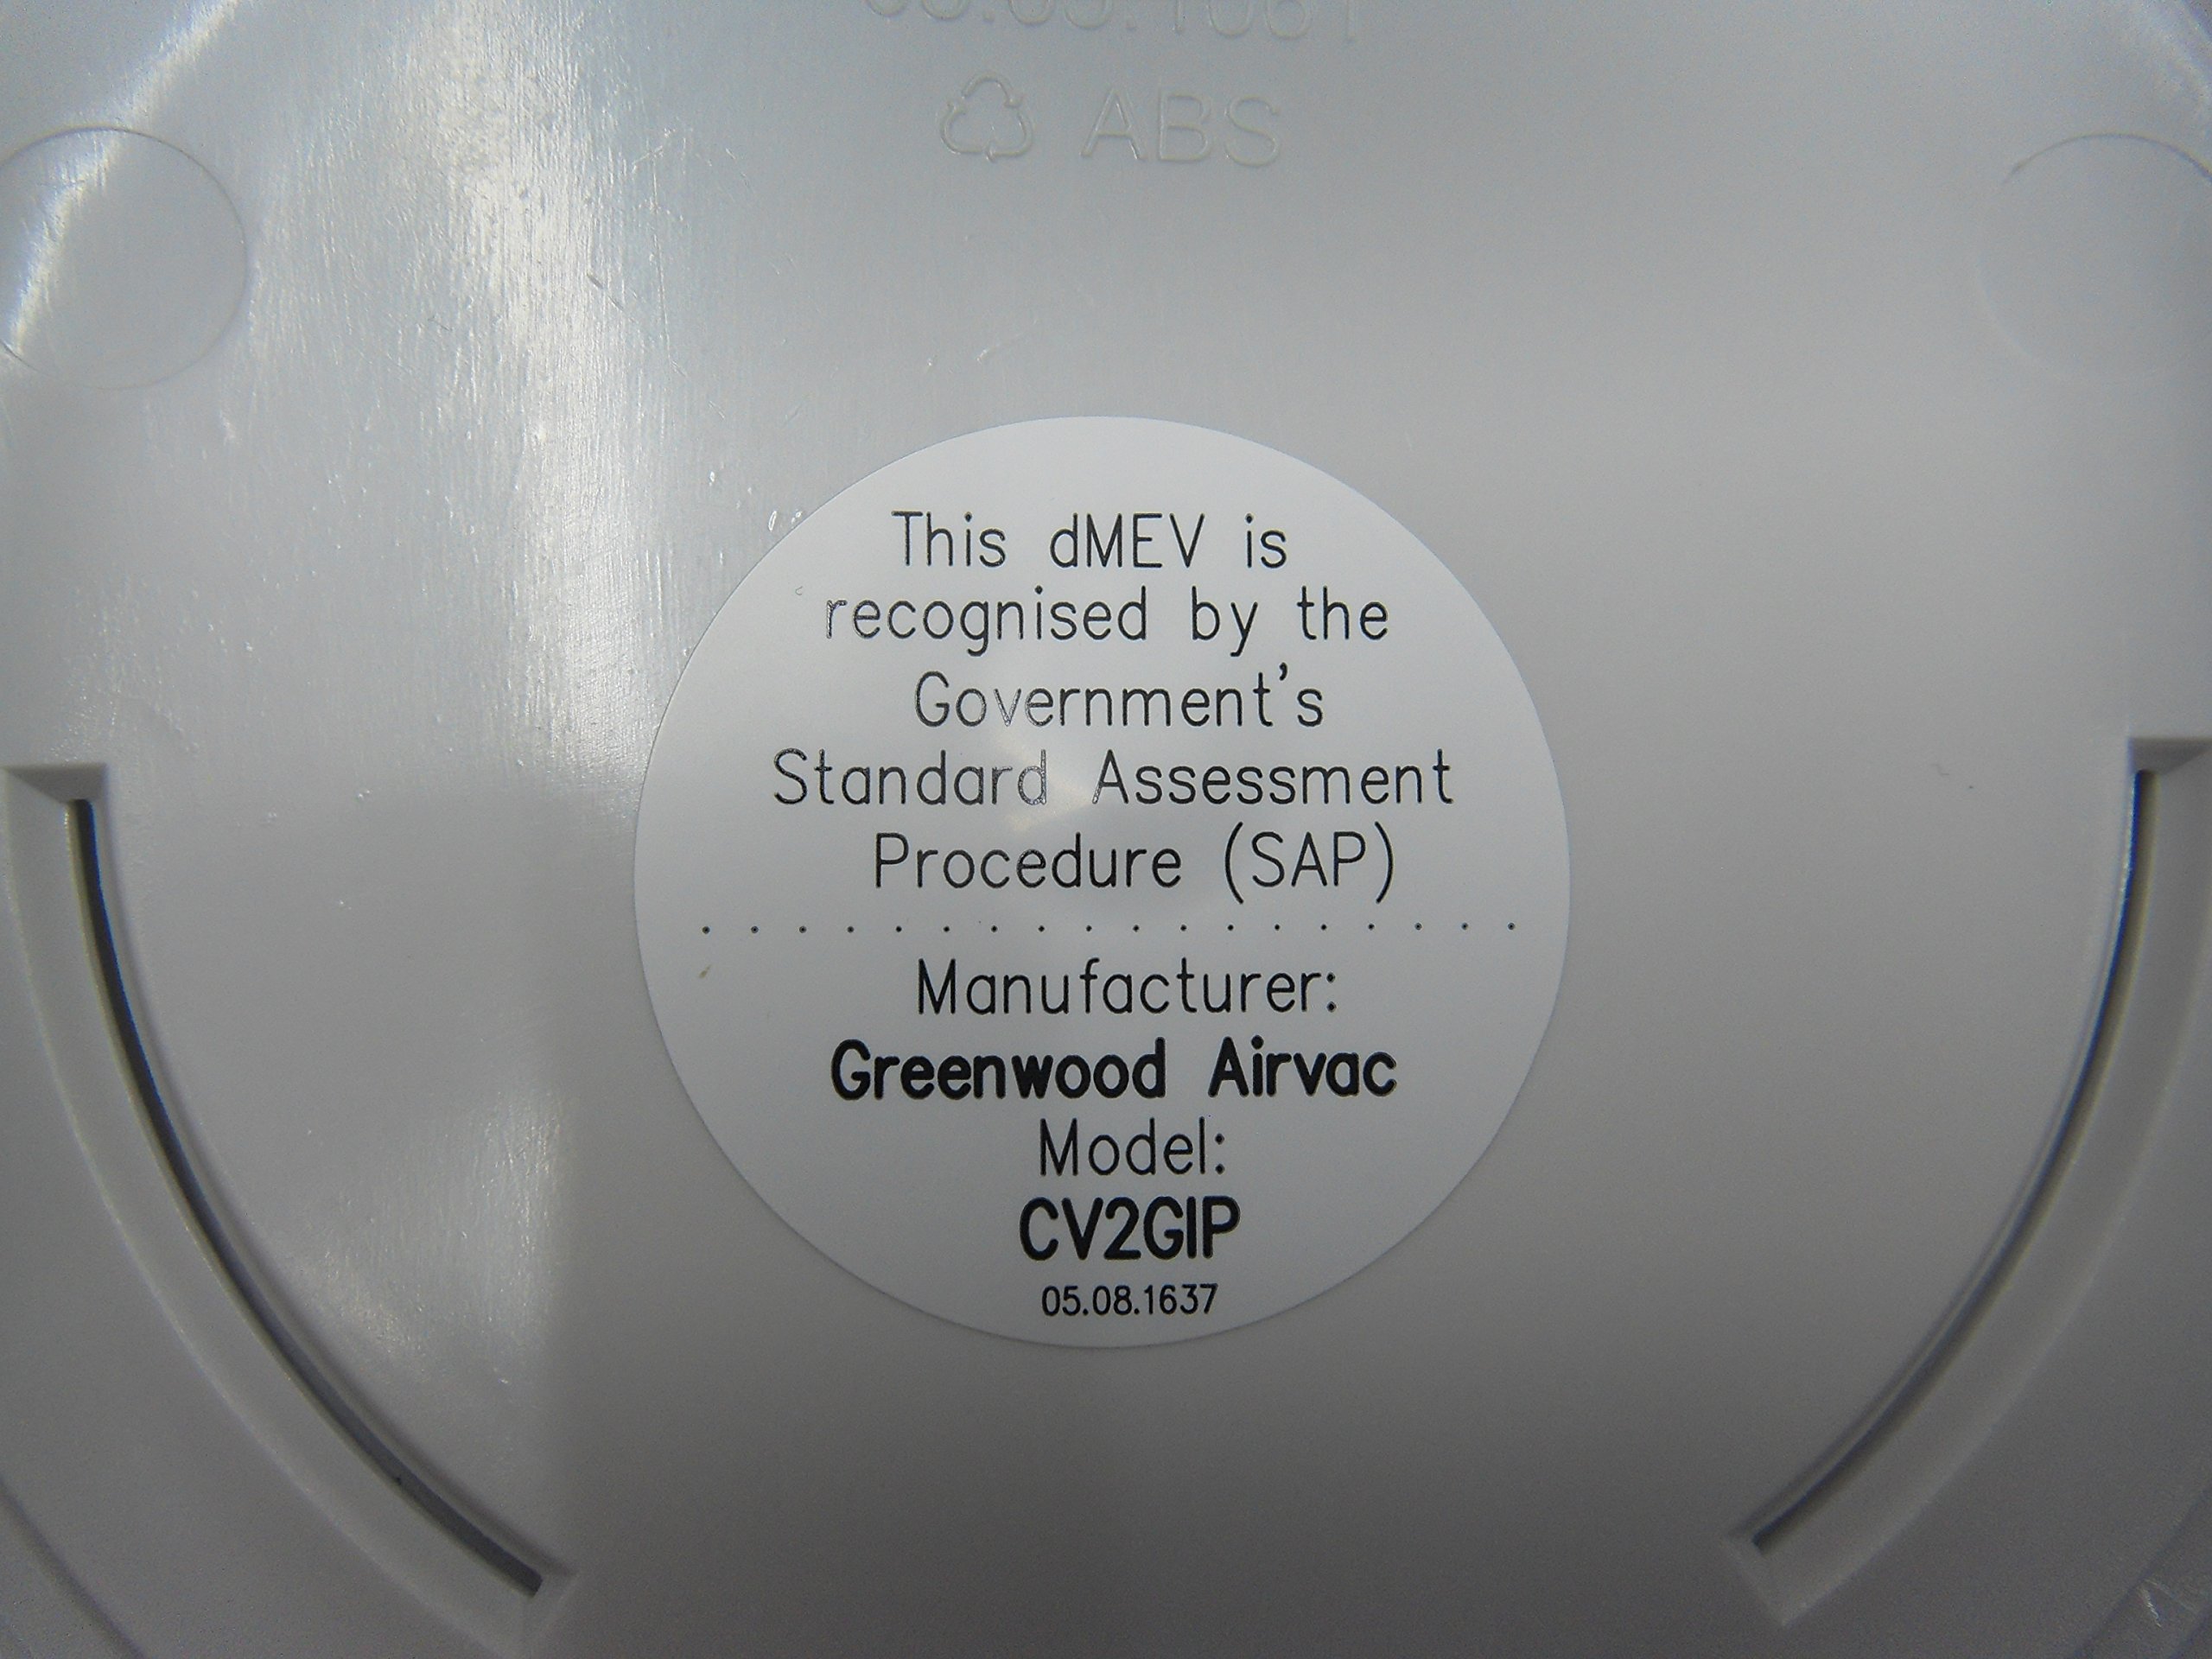 ABS
This dMEV is
recognised by the
Government's
Standard Assessment
Procedure (SAP)
Manufacturer:
Greenwood Airvac
Model:
CV2GIP
05.08.1637